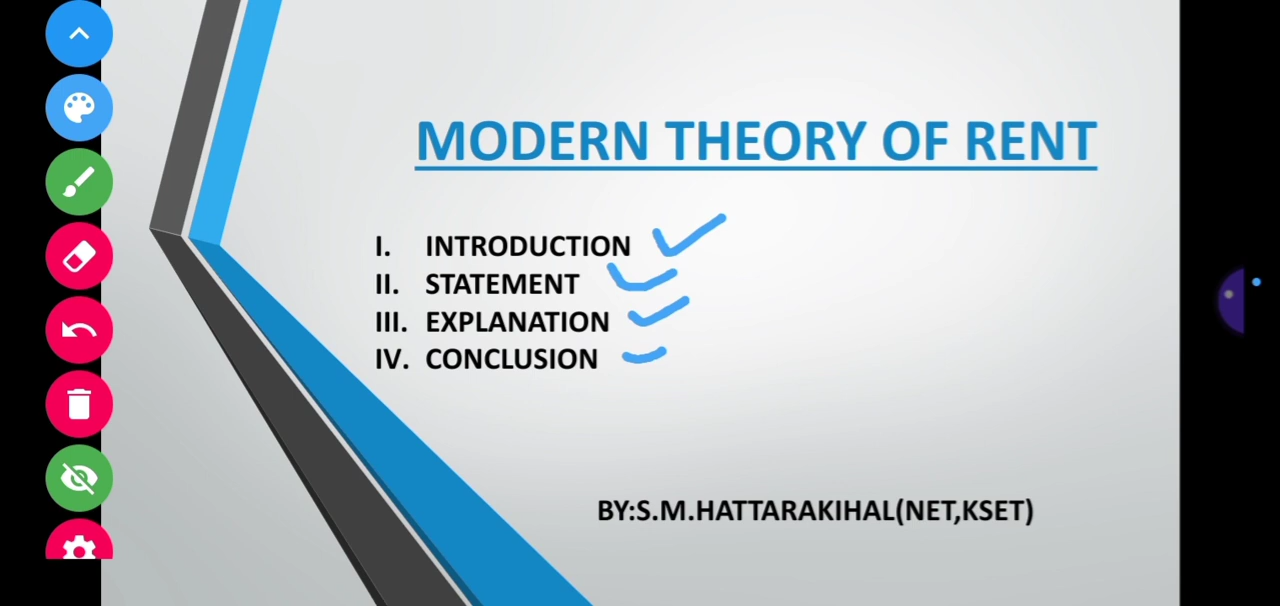 MODERN THEORY OF RENT
I. INTRODUCTION
II. STATEMENT
III. EXPLANATION
IV. CONCLUSION
BY:S.M.HATTARAKIHAL(NET,KSET)